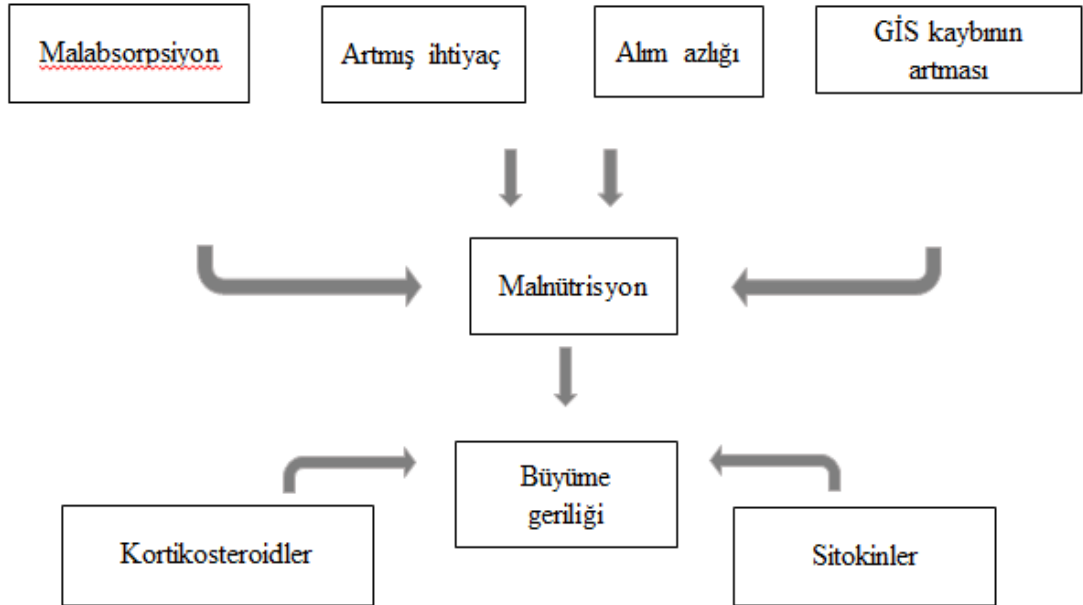 Malabsorpsiyon
Artmış ihtiyaç
Alım azlığı
GİS kaybının
artması
Malnütrisyon
Büyüme
geriliği
Kortikosteroidler
Sitokinler